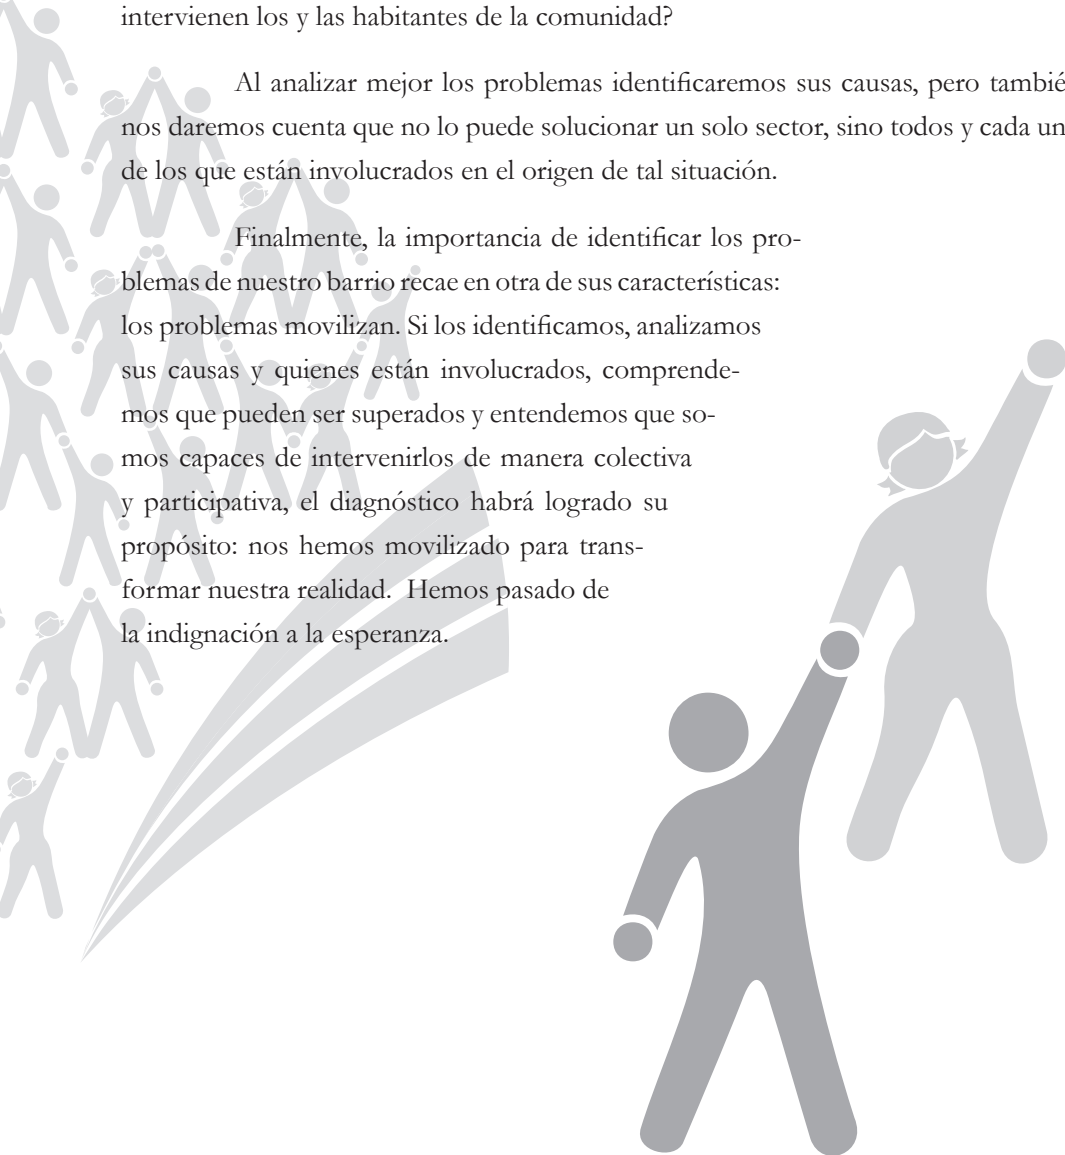 intervienen los y las habitantes de la comunidad?
Al analizar mejor los problemas identificaremos sus causas, pero tambié
nos daremos cuenta que no lo puede solucionar un solo sector, sino todos y cada un
de los que están involucrados en el origen de tal situación.
Finalmente, la importancia de identificar los pro-
blemas de nuestro barrio recae en otra de sus características:
los problemas movilizan. Si los identificamos, analizamos
sus causas y quienes están involucrados, comprende-
mos que pueden ser superados y entendemos que so-
mos capaces de intervenirlos de manera colectiva
y participativa, el diagnóstico habrá logrado su
propósito: nos hemos movilizado para trans-
formar nuestra realidad.  Hemos pasado de
la indignación a la esperanza.